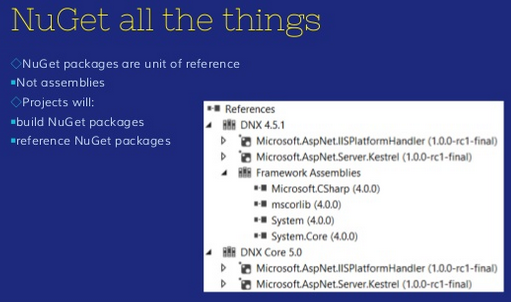 NuGet all the things
NuGet packages are unit of reference
Not assemblies
Projects will:
build NuGet packages
reference NuGet packages
References
DNX 4.5.1
Microsoft.AspNet.IISPlatformHandler (1.0.0-rc1-final)
Microsoft.AspNet.Server.Kestrel (1.0.0-rc1-final)
Framework Assemblies
Microsoft.CSharp (4.0.0)
mscorlib (4.0.0)
System (4.0.0)
System.Core (4.0.0)
DNX Core 5.0
Microsoft.AspNet.IISPlatformHandler (1.0.0-rc1-final)
Microsoft.AspNet.Server.Kestrel (1.0.0-rc1-final)